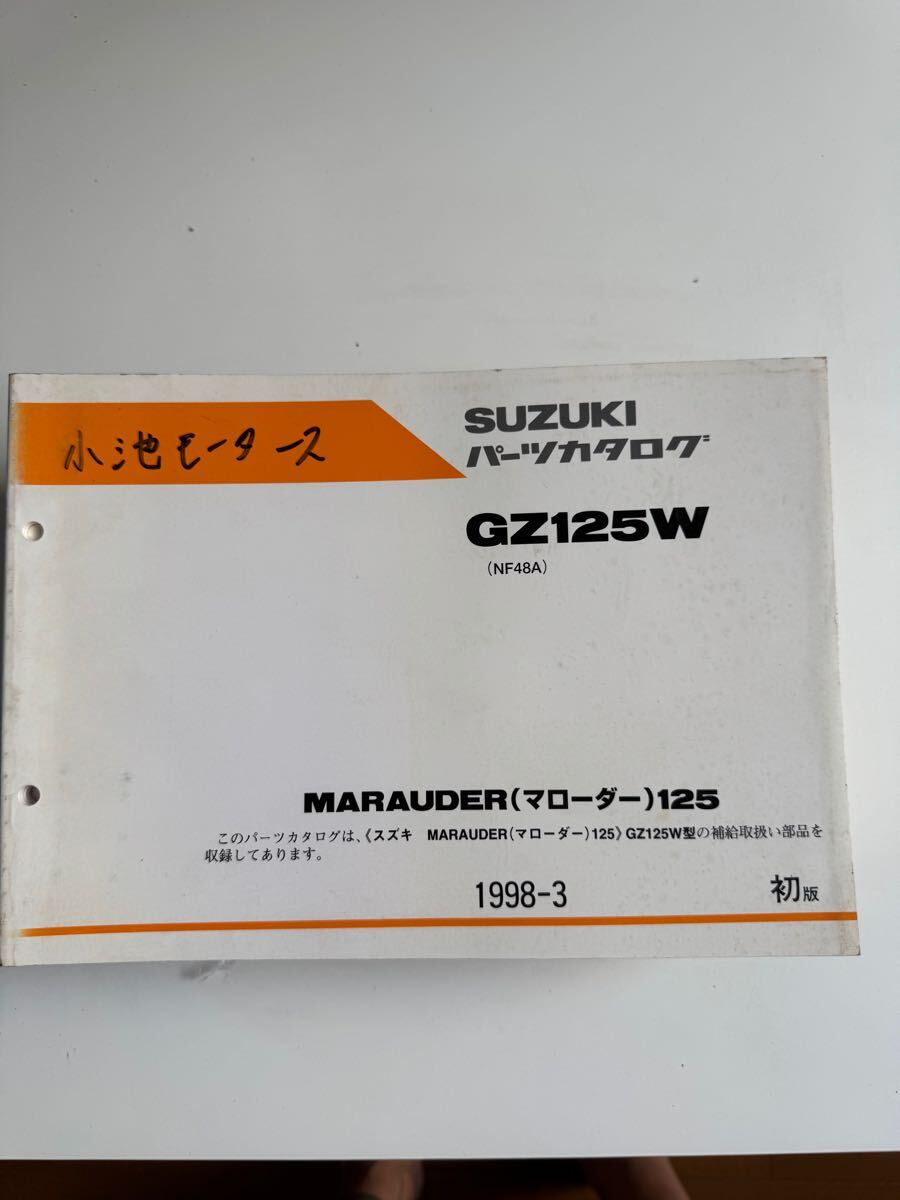 小池モータース
SUZUKI
パーツカタログ
GZ125W
(NF48A)
MARAUDER(マローダー)125
このパーツカタログは、《スズキ MARAUDER(マローダー)125》GZ125W型の補給取扱い部品を
収録してあります。
1998-3 初版